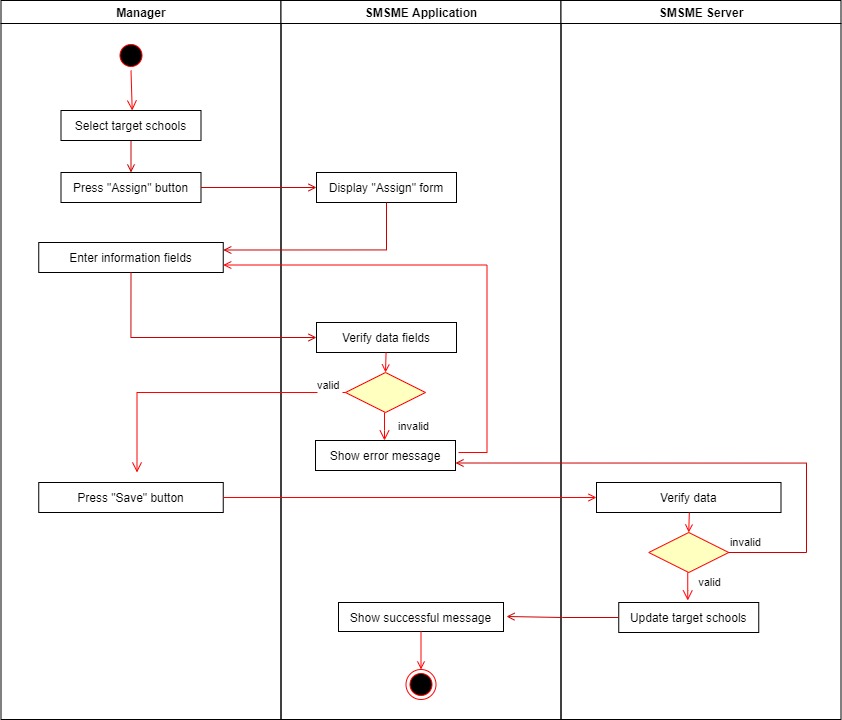 Manager
SMSME Application
SMSME Server
Select target schools
Press "Assign" button
Display "Assign" form
Enter information fields
Verify data fields
valid
invalid
Show error message
Press "Save" button
Verify data
invalid
valid
Show successful message
Update target schools